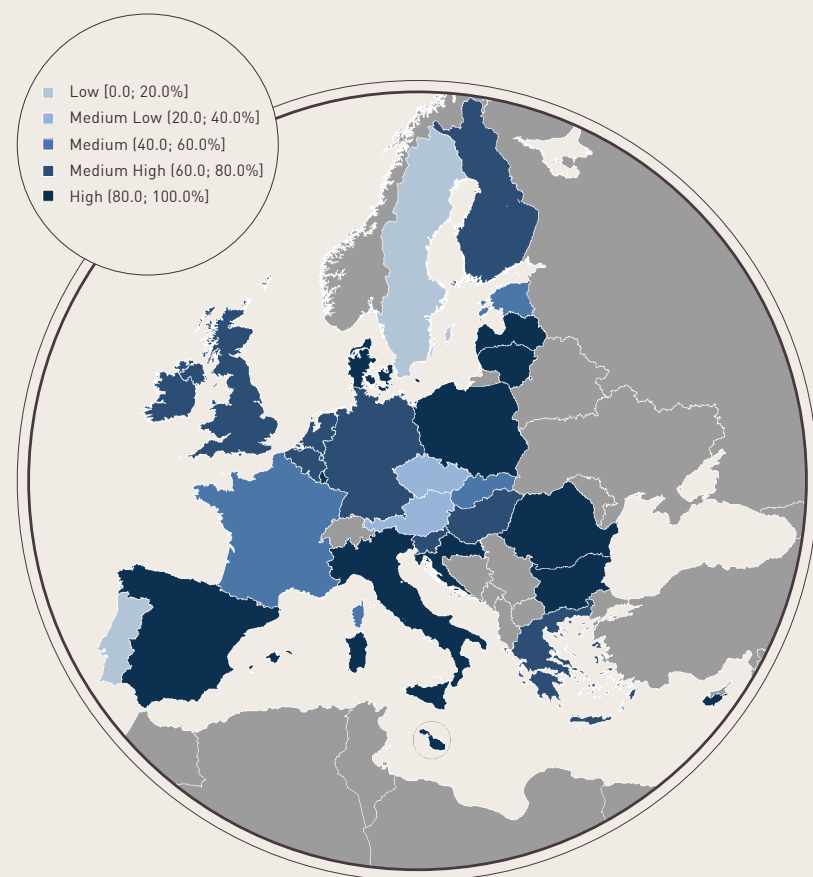 Low [0.0; 20.0%]
Medium Low (20.0; 40.0%]
Medium (40.0; 60.0%]
Medium High (60.0; 80.0%]
High (80.0; 100.0%]